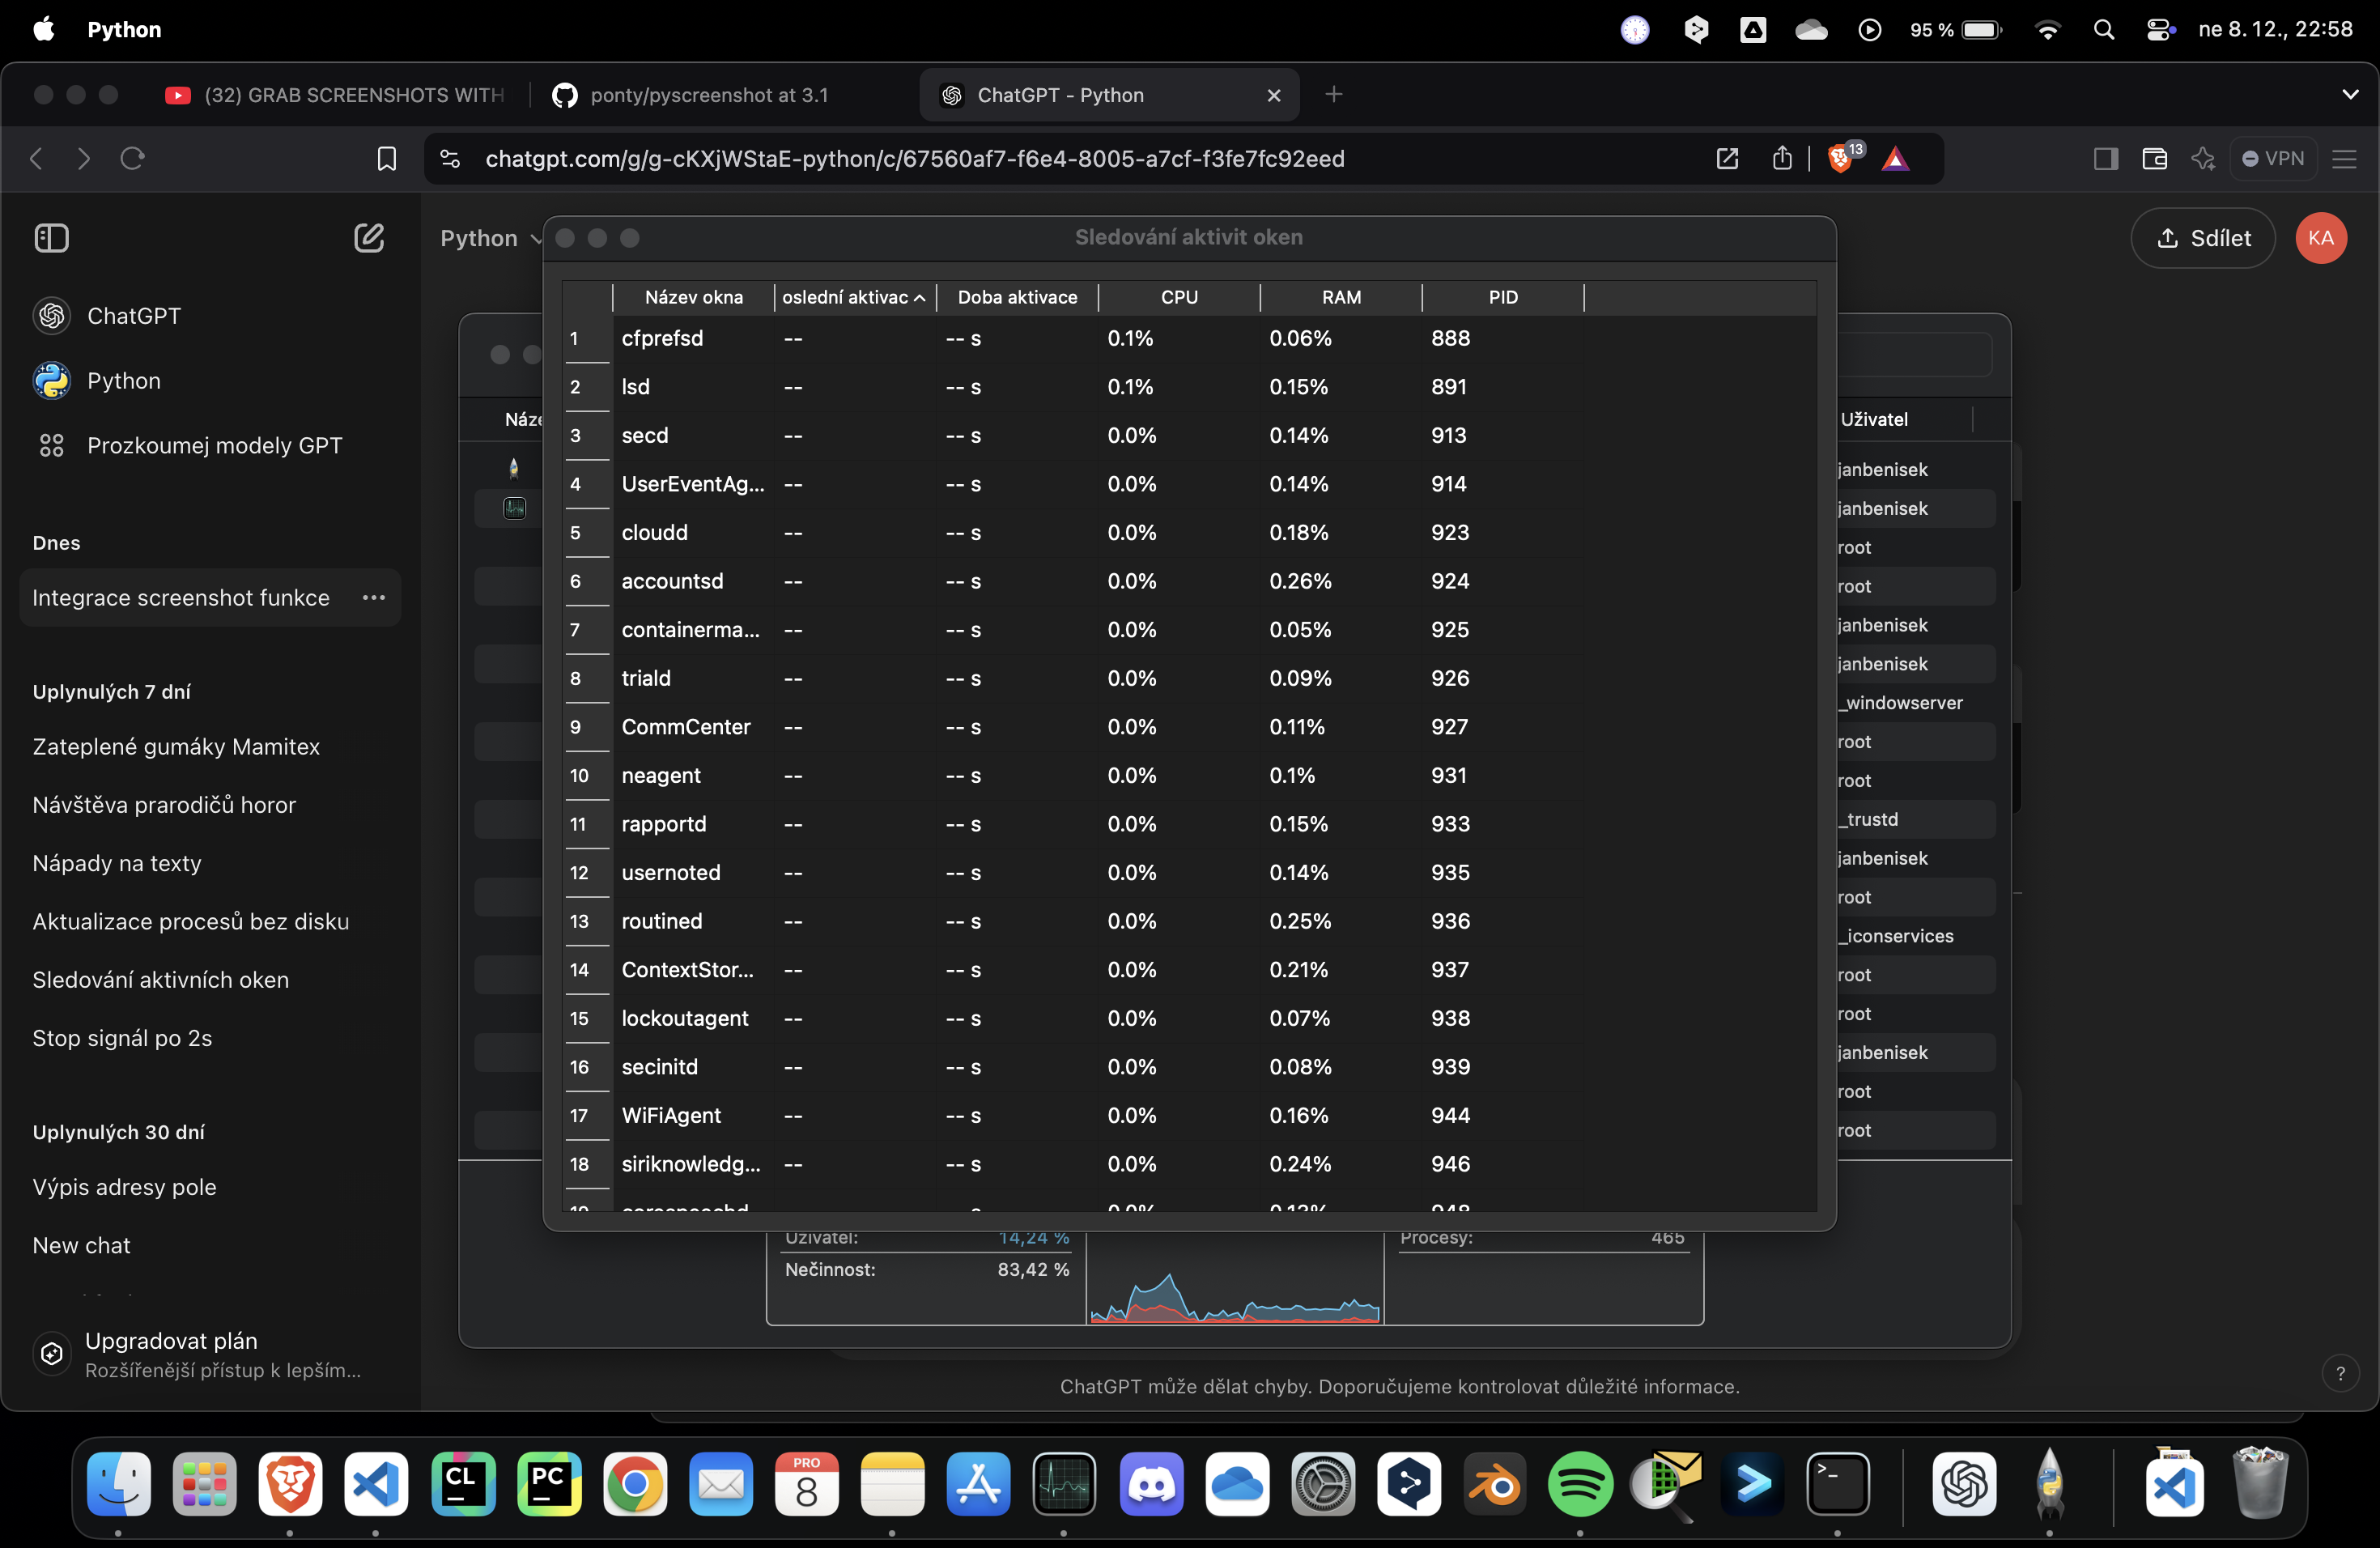 Python
95 %
ne 8. 12., 22:58
(32) GRAB SCREENSHOTS WITH
ponty/pyscreenshot at 3.1
ChatGPT - Python
chatgpt.com/g/g-cKXjWStaE-python/c/67560af7-f6e4-8005-a7cf-f3fe7fc92eed
13
VPN
Python
Sdílet
KA
ChatGPT
Python
Prozkoumej modely GPT
Dnes
Integrace screenshot funkce
Uplynulých 7 dní
Zateplené gumáky Mamitex
Návštěva prarodičů horor
Nápady na texty
Aktualizace procesů bez disku
Sledování aktivních oken
Stop signál po 2s
Uplynulých 30 dní
Výpis adresy pole
New chat
Upgradovat plán
Rozšířenější přístup k lepším...
Sledování aktivit oken
Název okna oslední aktivac Doba aktivace CPU RAM PID
1 cfprefsd -- -- s 0.1% 0.06% 888
2 lsd -- -- s 0.1% 0.15% 891
3 secd -- -- s 0.0% 0.14% 913
4 UserEventAg... -- -- s 0.0% 0.14% 914
5 cloudd -- -- s 0.0% 0.18% 923
6 accountsd -- -- s 0.0% 0.26% 924
7 containerma... -- -- s 0.0% 0.05% 925
8 triald -- -- s 0.0% 0.09% 926
9 CommCenter -- -- s 0.0% 0.11% 927
10 neagent -- -- s 0.0% 0.1% 931
11 rapportd -- -- s 0.0% 0.15% 933
12 usernoted -- -- s 0.0% 0.14% 935
13 routined -- -- s 0.0% 0.25% 936
14 ContextStor... -- -- s 0.0% 0.21% 937
15 lockoutagent -- -- s 0.0% 0.07% 938
16 secinitd -- -- s 0.0% 0.08% 939
17 WiFiAgent -- -- s 0.0% 0.16% 944
18 siriknowledg... -- -- s 0.0% 0.24% 946
Náze
Uživatel
janbenisek
janbenisek
root
root
janbenisek
janbenisek
_windowserver
root
root
_trustd
janbenisek
root
_iconservices
root
root
janbenisek
root
root
Uživatel: 14,24 %
Nečinnost: 83,42 %
Procesy: 465
ChatGPT může dělat chyby. Doporučujeme kontrolovat důležité informace.
?
CL
PC
PRO
8
>_